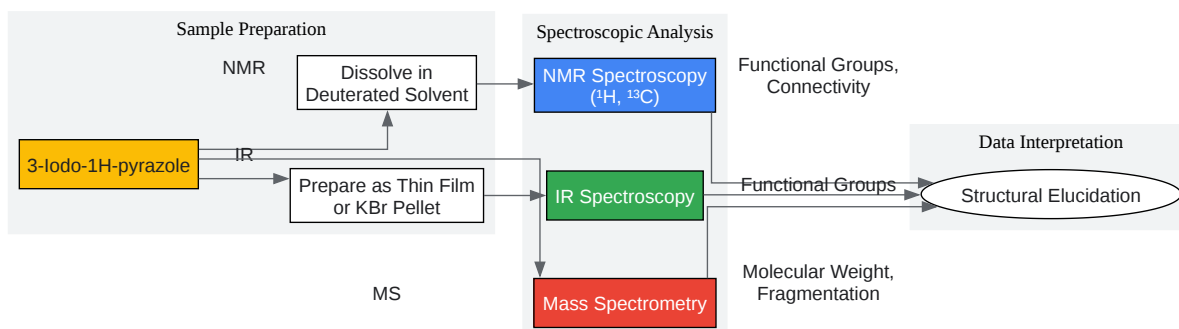 Sample Preparation
Spectroscopic Analysis
NMR
Dissolve in
Deuterated Solvent
NMR Spectroscopy
(¹H, ¹³C)
Functional Groups,
Connectivity
Data Interpretation
3-Iodo-1H-pyrazole
IR
Prepare as Thin Film
or KBr Pellet
IR Spectroscopy
Functional Groups
Structural Elucidation
MS
Mass Spectrometry
Molecular Weight,
Fragmentation